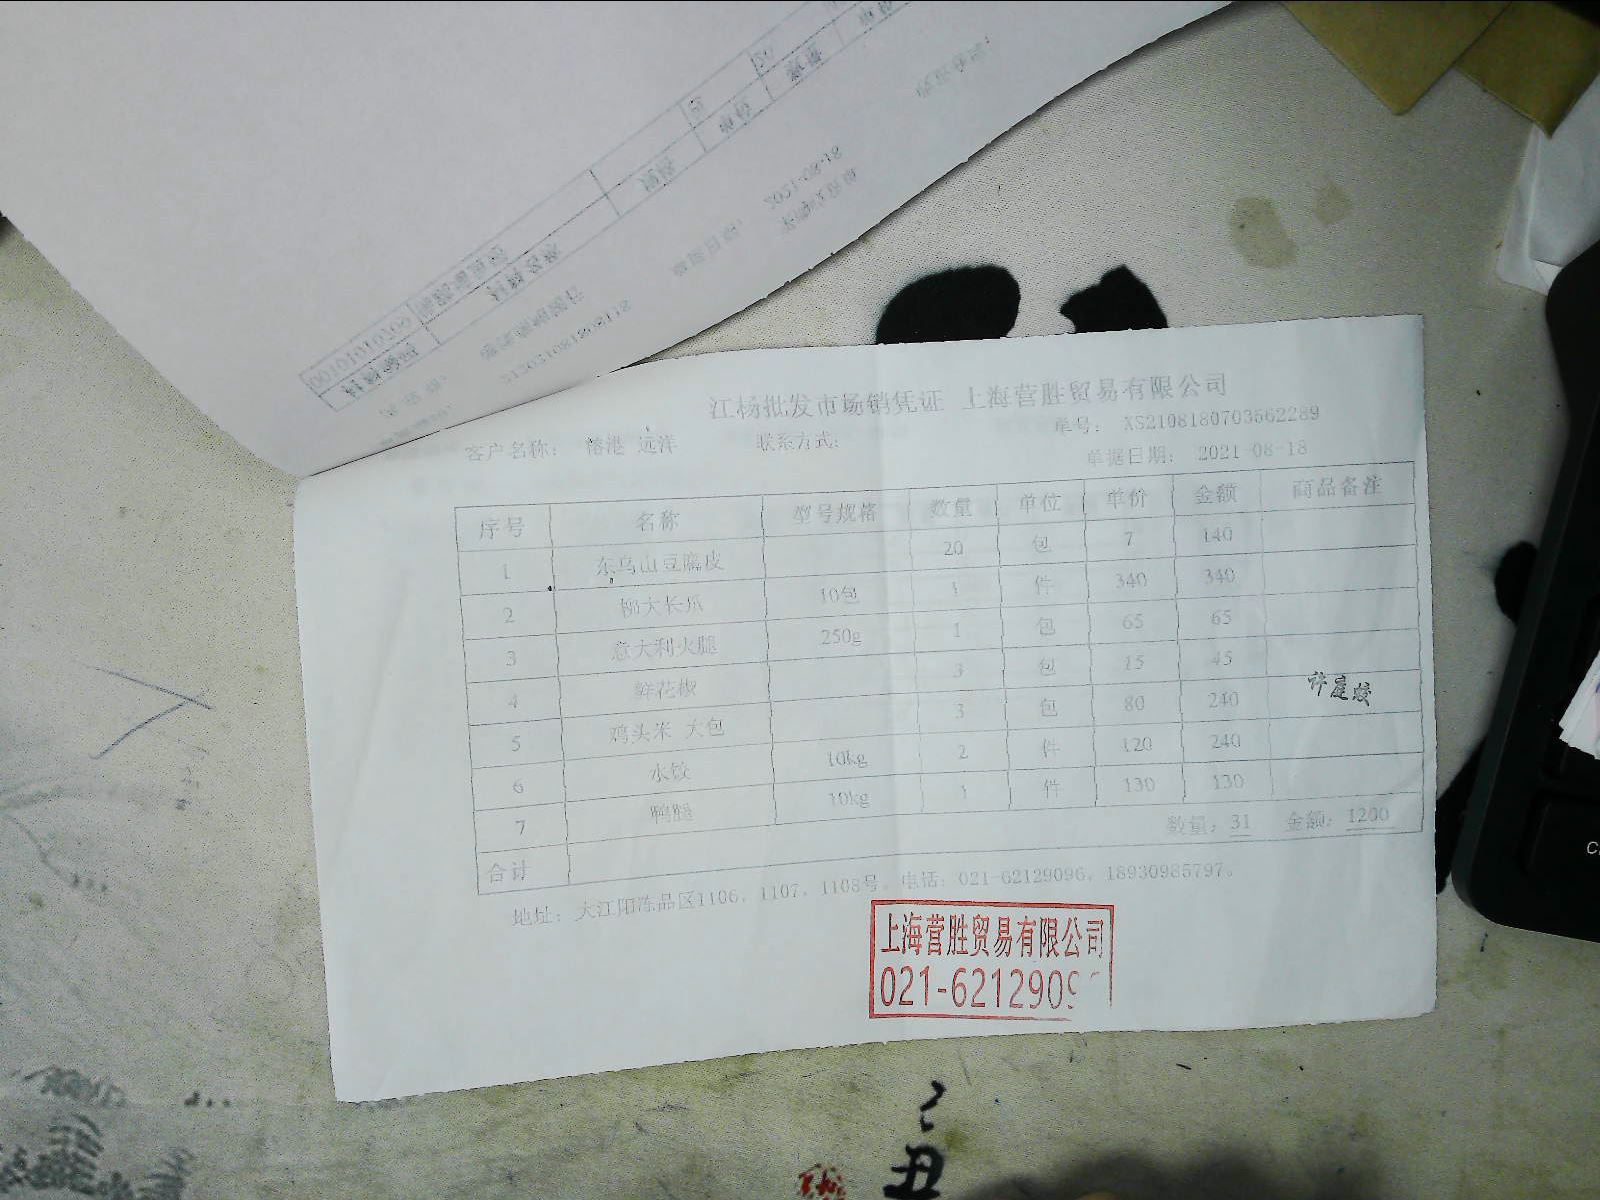 江杨批发市场销凭证 上海营胜贸易有限公司
客户名称: 榕港 远洋 联系方式: 单号: XS2108180703562289
单据日期: 2021-08-18
序号 名称 型号规格 数量 单位 单价 金额 商品备注
1 东乌山豆腐皮 20 包 7 140
2 柳大长爪 10包 1 件 340 340
3 意大利火腿 250g 1 包 65 65
4 鲜花椒 3 包 15 45
5 鸡头米 大包 3 包 80 240
6 水饺 10kg 2 件 120 240
7 鸭腿 10kg 1 件 130 130
许庭
合计 数量: 31 金额: 1200
地址: 大江阳冻品区1106, 1107, 1108号。电话: 021-62129096, 18930985797。
上海营胜贸易有限公司
021-6212909
丑